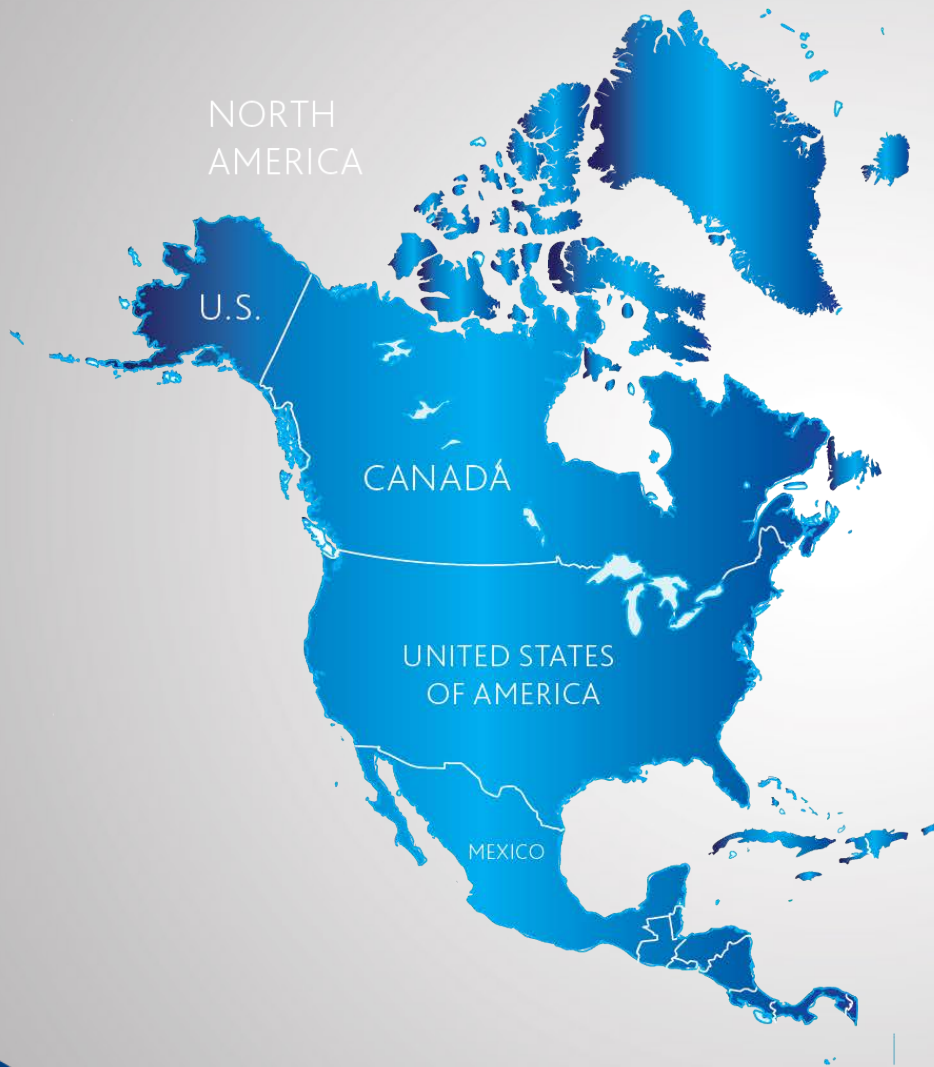 NORTH
AMERICA
U.S.
CANADA
UNITED STATES
OF AMERICA
MEXICO